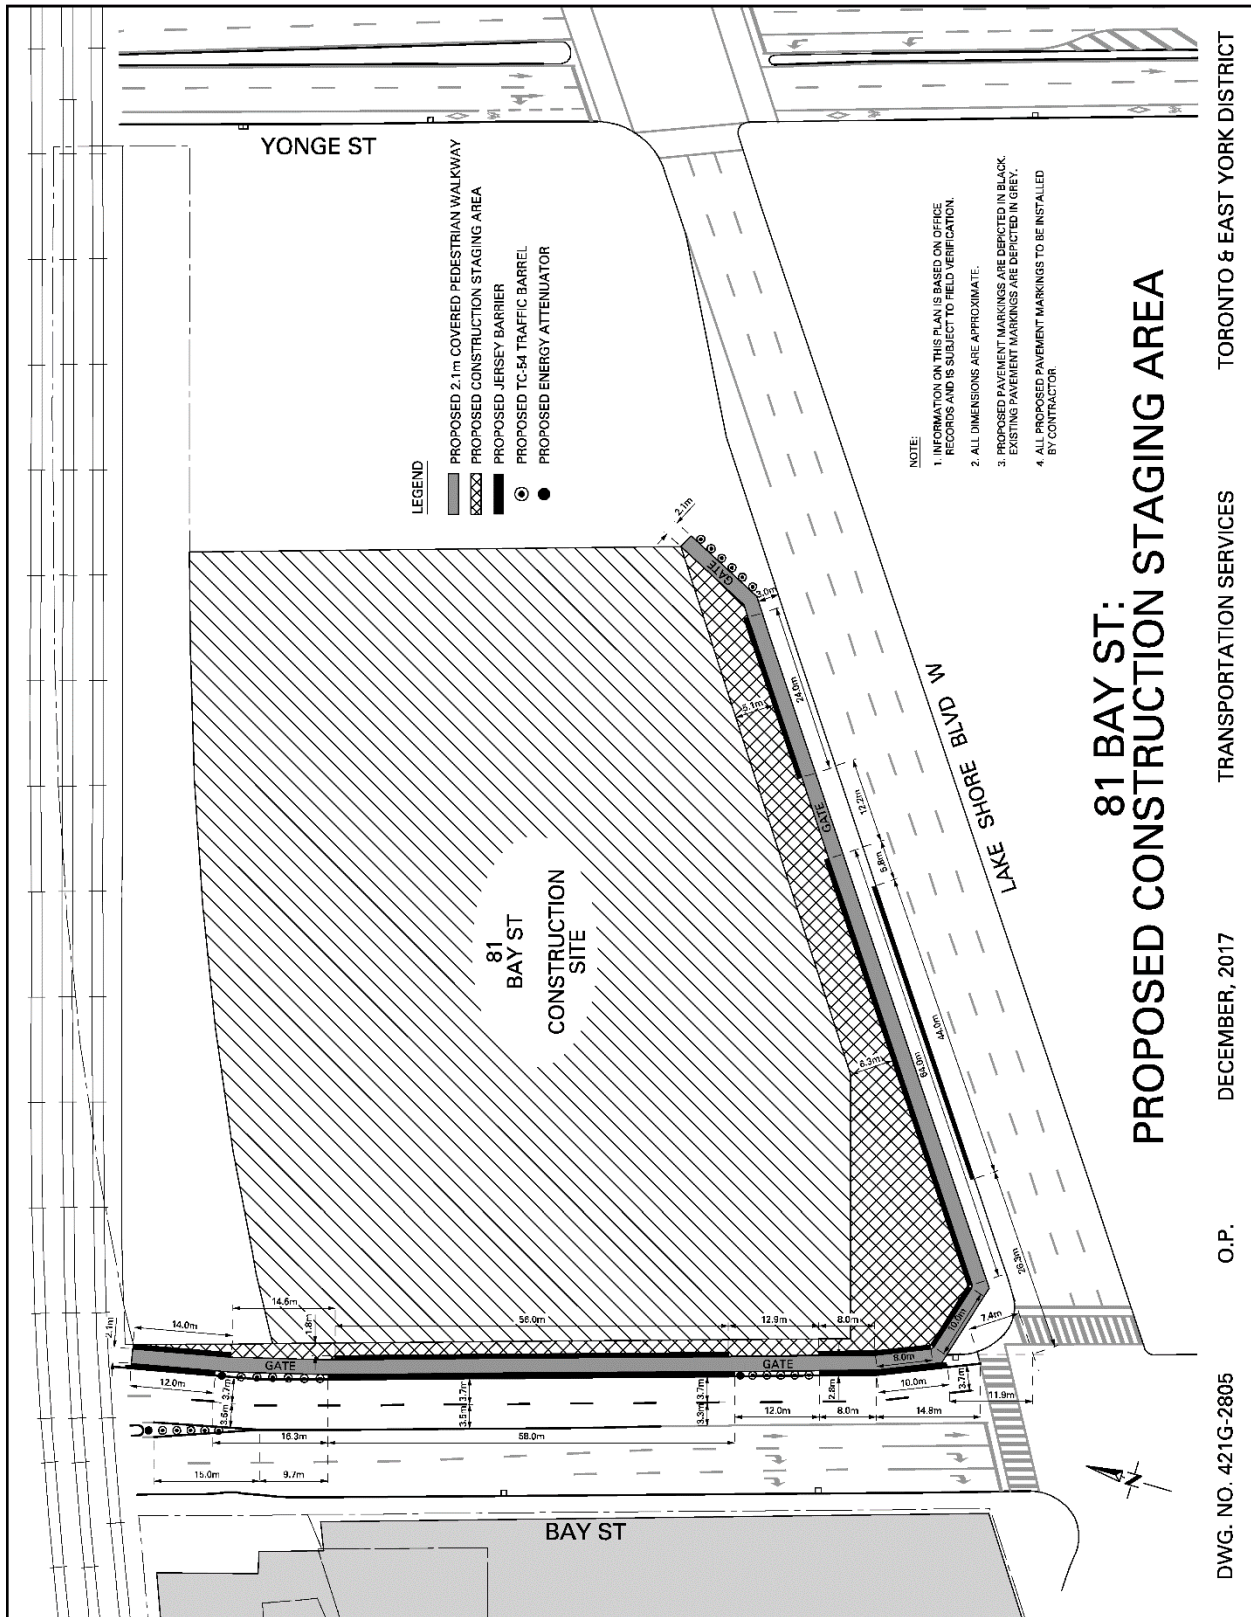 YONGE ST
LEGEND
PROPOSED 2.1m COVERED PEDESTRIAN WALKWAY
PROPOSED CONSTRUCTION STAGING AREA
PROPOSED JERSEY BARRIER
PROPOSED TC-54 TRAFFIC BARREL
PROPOSED ENERGY ATTENUATOR
NOTE:
1. INFORMATION ON THIS PLAN IS BASED ON OFFICE
RECORDS AND IS SUBJECT TO FIELD VERIFICATION.
2. ALL DIMENSIONS ARE APPROXIMATE.
3. PROPOSED PAVEMENT MARKINGS ARE DEPICTED IN BLACK.
EXISTING PAVEMENT MARKINGS ARE DEPICTED IN GREY.
4. ALL PROPOSED PAVEMENT MARKINGS TO BE INSTALLED
BY CONTRACTOR.
81
BAY ST
CONSTRUCTION
SITE
2.1m
GATE
3.0m
24.0m
GATE
12.2m
5.8m
44.0m
64.0m
6.3m
26.3m
LAKE SHORE BLVD W
2.1m
14.0m
14.6m
1.8m
56.0m
12.9m
8.0m
GATE
GATE
8.0m
10.0m
7.4m
12.0m
3.7m
3.7m
3.7m
2.8m
10.0m
3.7m
11.9m
3.5m
3.3m
12.0m
8.0m
14.8m
16.3m
58.0m
15.0m
9.7m
BAY ST
N
81 BAY ST:
PROPOSED CONSTRUCTION STAGING AREA
DWG. NO. 421G-2805
O.P.
DECEMBER, 2017
TRANSPORTATION SERVICES
TORONTO & EAST YORK DISTRICT